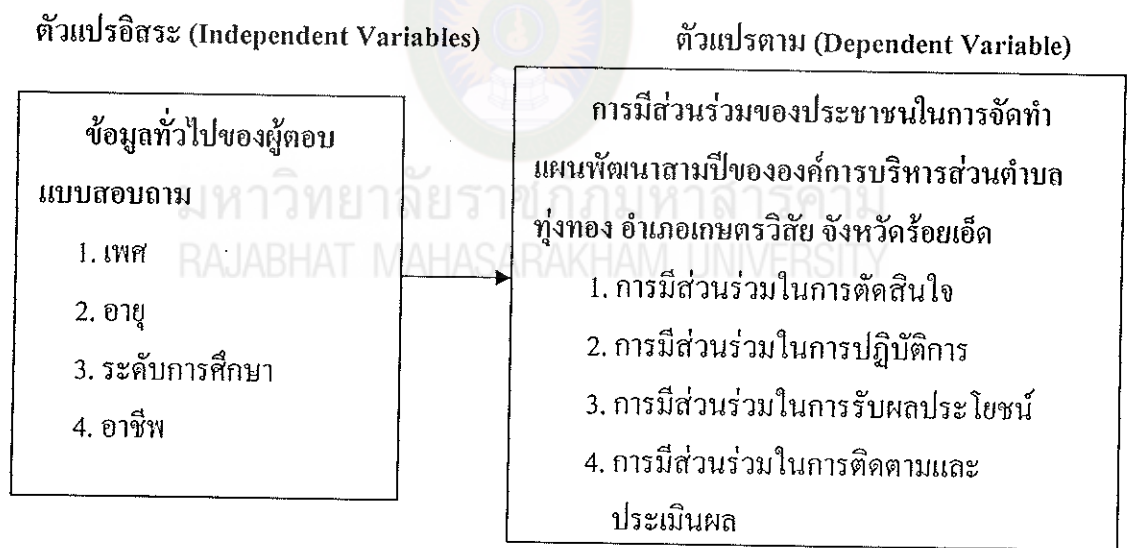 ตัวแปรอิสระ (Independent Variables)
ตัวแปรตาม (Dependent Variable)
ข้อมูลทั่วไปของผู้ตอบ
แบบสอบถาม
1. เพศ
2. อายุ
3. ระดับการศึกษา
4. อาชีพ
การมีส่วนร่วมของประชาชนในการจัดทำ
แผนพัฒนาสามปีขององค์การบริหารส่วนตำบล
ทุ่งทอง อำเภอเกษตรวิสัย จังหวัดร้อยเอ็ด
1. การมีส่วนร่วมในการตัดสินใจ
2. การมีส่วนร่วมในการปฏิบัติการ
3. การมีส่วนร่วมในการรับผลประโยชน์
4. การมีส่วนร่วมในการติดตามและ
ประเมินผล
มหาวิทยาลัยราชภัฏมหาสารคาม
RAJABHAT MAHASARAKHAM UNIVERSITY